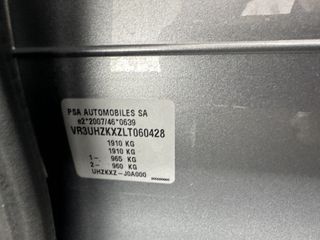 PSA AUTOMOBILES SA
e2*2007/46*0639
VR3UHZKXZLT060428
1910 KG
1910 KG
1-. 965 KG
2- 960 KG
UHZKXZ-J0A000